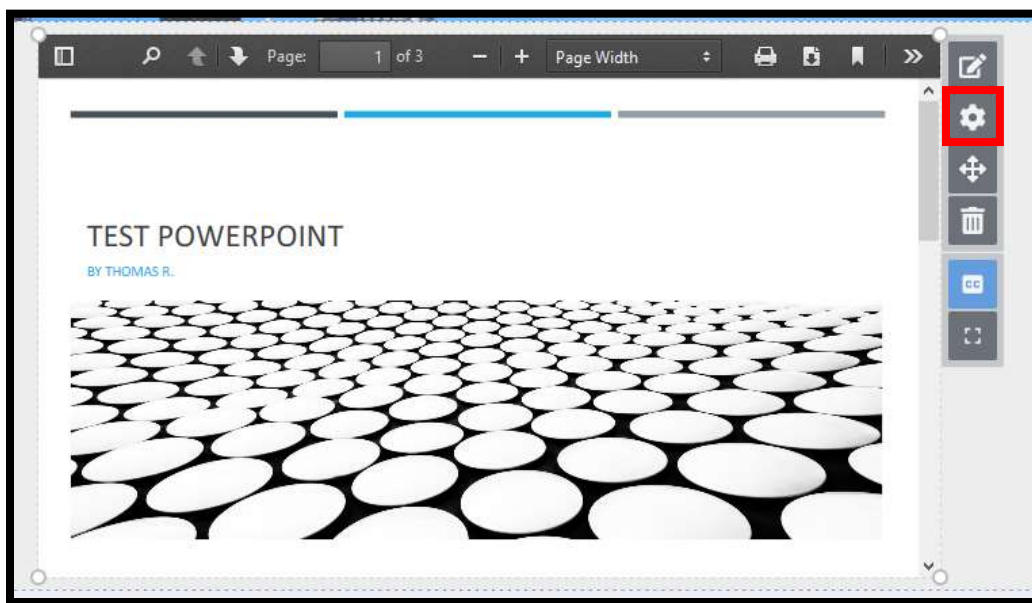 Page: 1 of 3 Page Width
TEST POWERPOINT
BY THOMAS R.
CC